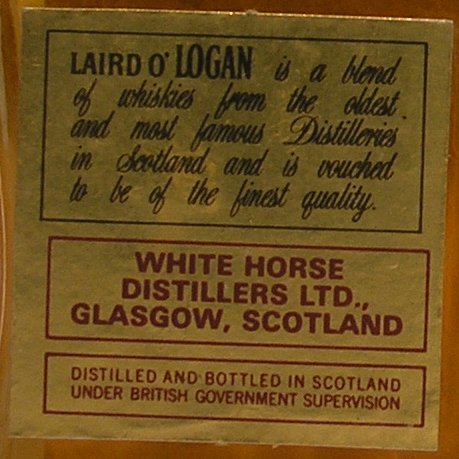 LAIRD O' LOGAN is a blend
of whiskies from the oldest
and most famous Distilleries
in Scotland and is vouched
to be of the finest quality.
WHITE HORSE
DISTILLERS LTD.,
GLASGOW, SCOTLAND
DISTILLED AND BOTTLED IN SCOTLAND
UNDER BRITISH GOVERNMENT SUPERVISION